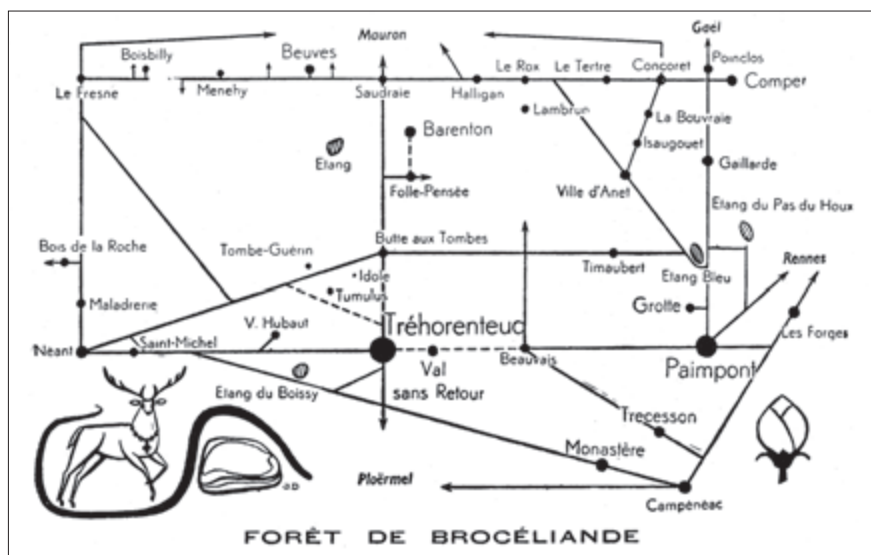 Gaël
Mauron
Boisbilly
Beuves
Le Rox
Le Tertre
Concoret
Poinclos
Comper
Le Fresne
Menehy
Saudraie
Halligan
Lambrun
La Bouvraie
Barenton
Isaugouet
Etang
Gaillarde
Folle-Pensée
Ville d'Anet
Etang du Pas du Houx
Bois de la Roche
Tombe-Guérin
Butte aux Tombes
Timaubert
Etang Bleu
Rennes
Idole
Tumulus
Maladrerie
Grotte
Tréhorenteuc
V. Hubaut
Les Forges
Néant
Saint-Michel
Val
sans Retour
Beauvais
Paimpont
Etang du Boissy
Trecesson
Monastère
Ploërmel
Campénéac
FORÊT DE BROCÉLIANDE